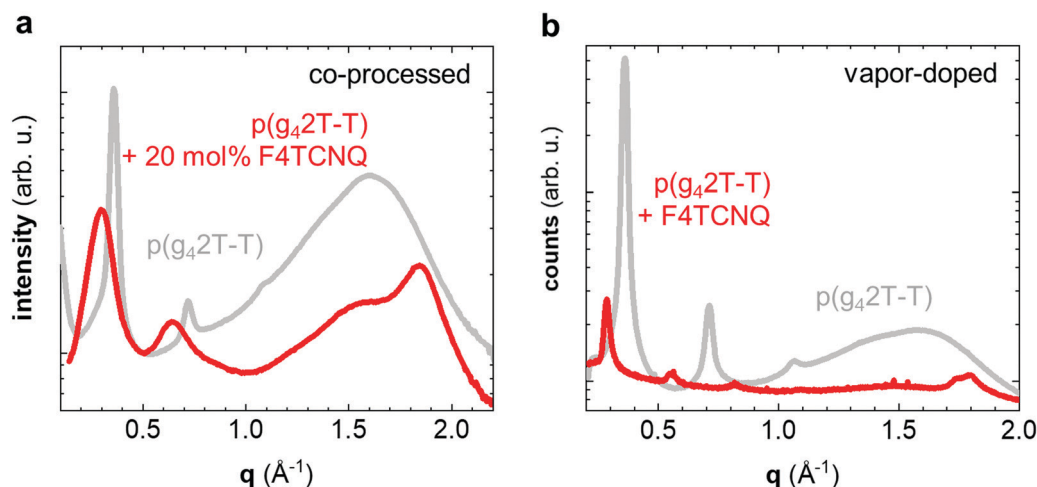 a
co-processed
p(g₄2T-T)
+ 20 mol% F4TCNQ
p(g₄2T-T)
intensity (arb. u.)
0.5 1.0 1.5 2.0
q (Å⁻¹)
b
vapor-doped
p(g₄2T-T)
+ F4TCNQ
p(g₄2T-T)
counts (arb. u.)
0.5 1.0 1.5 2.0
q (Å⁻¹)